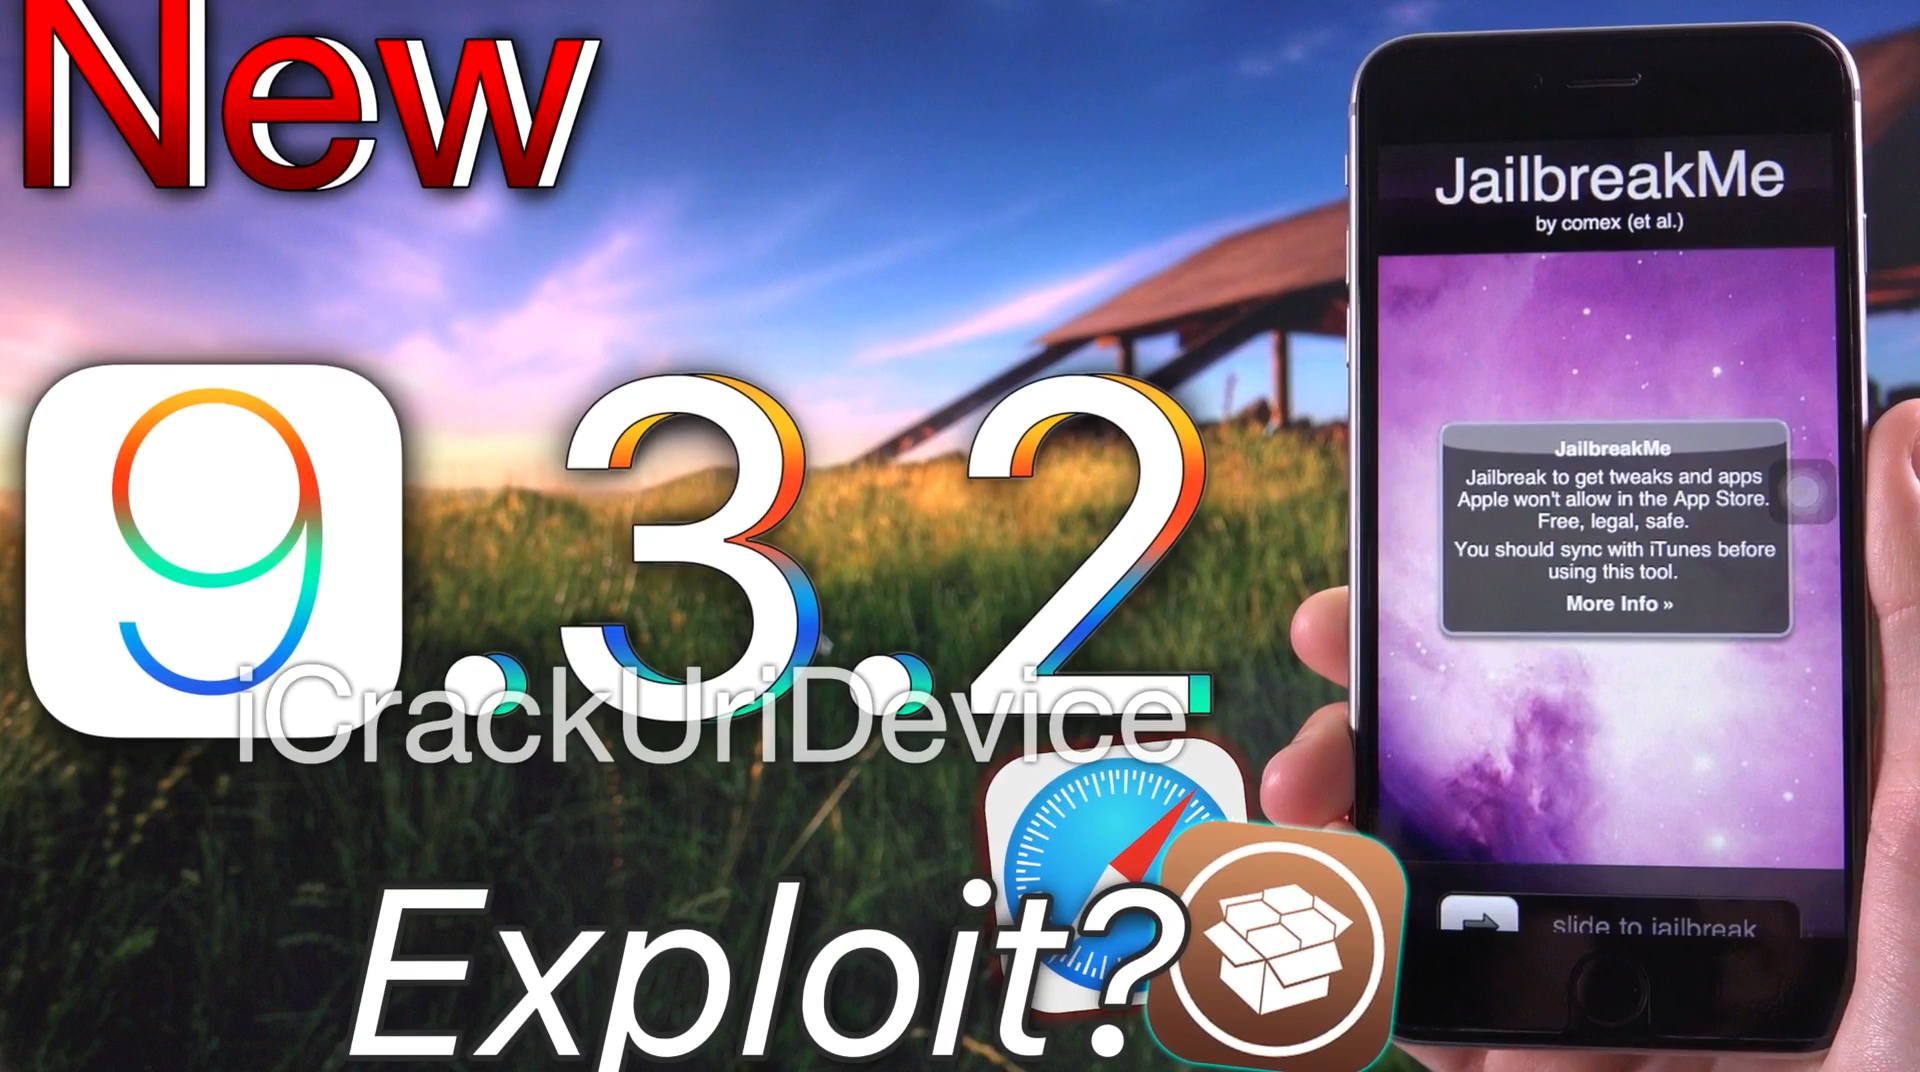 New
9.3.2
iCrackUriDevice
Exploit?
JailbreakMe
by comex (et al.)
JailbreakMe
Jailbreak to get tweaks and apps
Apple won't allow in the App Store.
Free, legal, safe.
You should sync with iTunes before
using this tool.
More Info »
slide to jailbreak